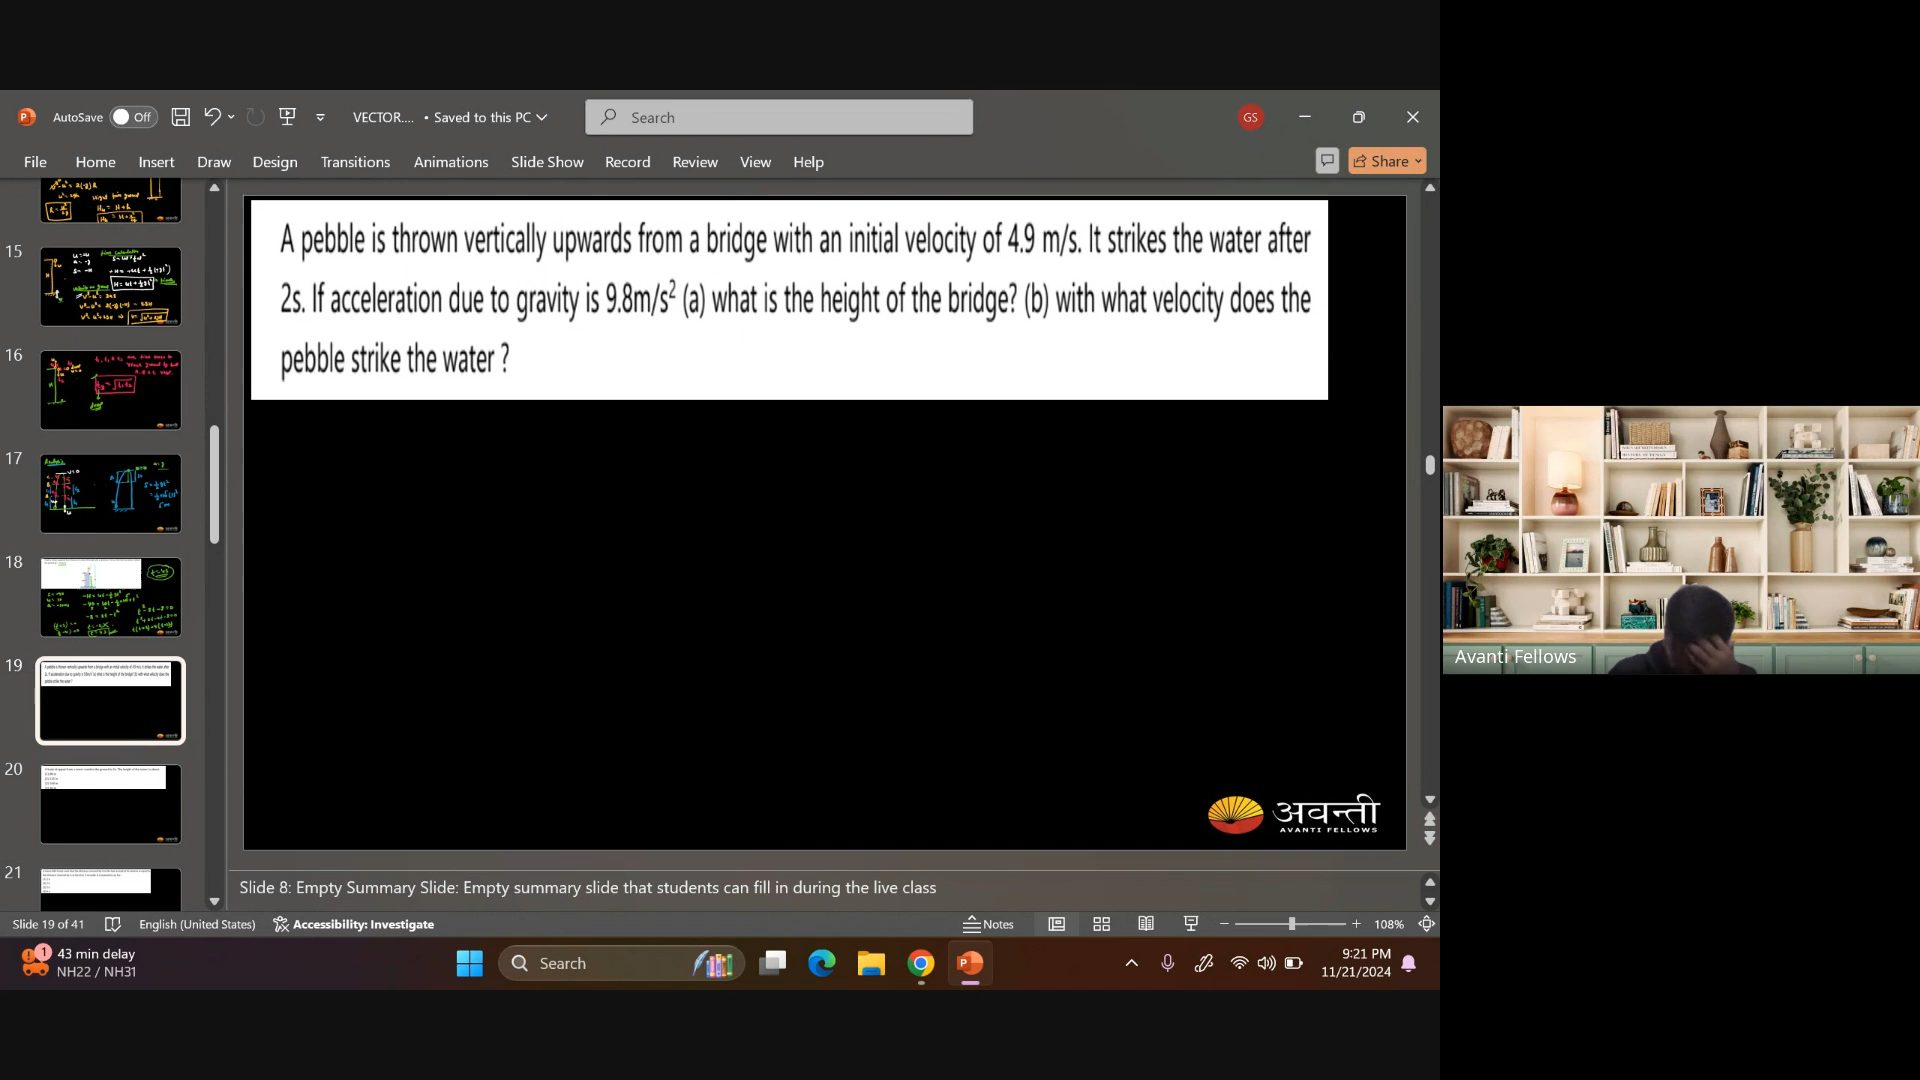 AutoSave Off VECTOR.... • Saved to this PC Search GS
File Home Insert Draw Design Transitions Animations Slide Show Record Review View Help Share
15
16
17
18
19
20
21
A pebble is thrown vertically upwards from a bridge with an initial velocity of 4.9 m/s. It strikes the water after
2s. If acceleration due to gravity is 9.8m/s² (a) what is the height of the bridge? (b) with what velocity does the
pebble strike the water ?
अवन्ती
AVANTI FELLOWS
Avanti Fellows
Slide 8: Empty Summary Slide: Empty summary slide that students can fill in during the live class
Slide 19 of 41 English (United States) Accessibility: Investigate Notes 108%
1 43 min delay
NH22 / NH31
Search
9:21 PM
11/21/2024